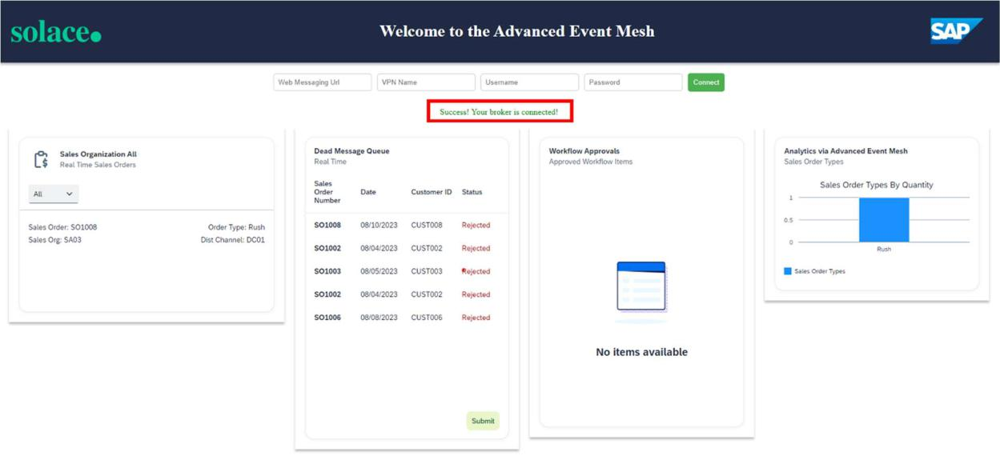 solace
Welcome to the Advanced Event Mesh
SAP
Web Messaging Url
VPN Name
Username
Password
Connect
Success! Your broker is connected!
Sales Organization All
Real Time Sales Orders
All
Sales Order: SO1008
Order Type: Rush
Sales Org: SA03
Dist Channel: DC01
Dead Message Queue
Real Time
Sales
Order
Number
Date
Customer ID
Status
SO1008 08/10/2023 CUST008 Rejected
SO1002 08/04/2023 CUST002 Rejected
SO1003 08/05/2023 CUST003 Rejected
SO1002 08/04/2023 CUST002 Rejected
SO1006 08/08/2023 CUST006 Rejected
Submit
Workflow Approvals
Approved Workflow Items
No items available
Analytics via Advanced Event Mesh
Sales Order Types
Sales Order Types By Quantity
1
0.5
0
Rush
Sales Order Types